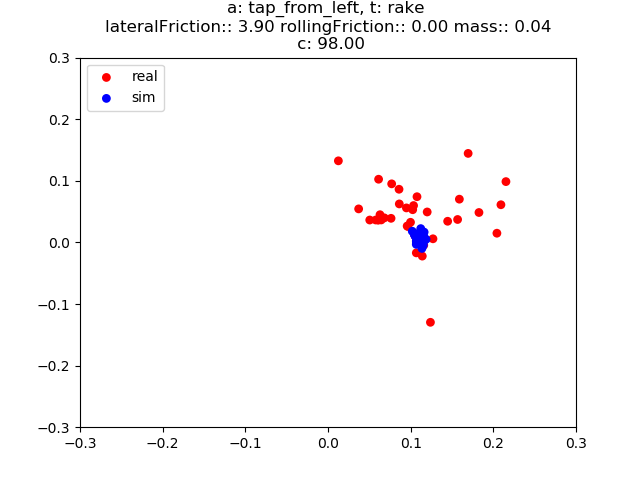 a: tap_from_left, t: rake
lateralFriction:: 3.90 rollingFriction:: 0.00 mass:: 0.04
c: 98.00
real
sim
0.3
0.2
0.1
0.0
−0.1
−0.2
−0.3
−0.3 −0.2 −0.1 0.0 0.1 0.2 0.3